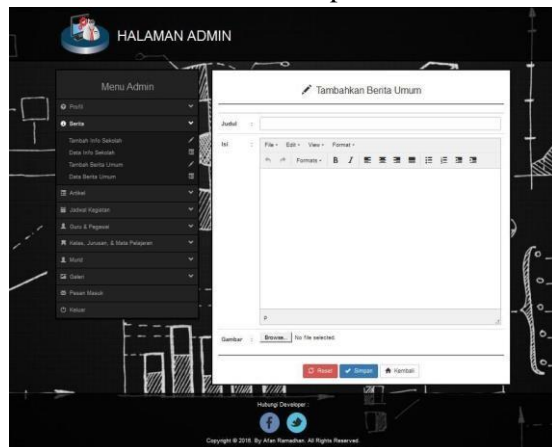 HALAMAN ADMIN
Menu Admin
Profil
Berita
Tambah Info Sekolah
Data Info Sekolah
Tambah Berita Umum
Data Berita Umum
Artikel
Jadwal Kegiatan
Guru & Pegawai
Kelas, Jurusan, & Mata Pelajaran
Murid
Galeri
Pesan Masuk
Keluar
Tambahkan Berita Umum
Judul :
Isi :
File Edit View Format
Formats B I
P
Gambar : Browse... No file selected.
Reset Simpan Kembali
Hubungi Developer :
Copyright © 2016. By Afan Ramadhan. All Rights Reserved.